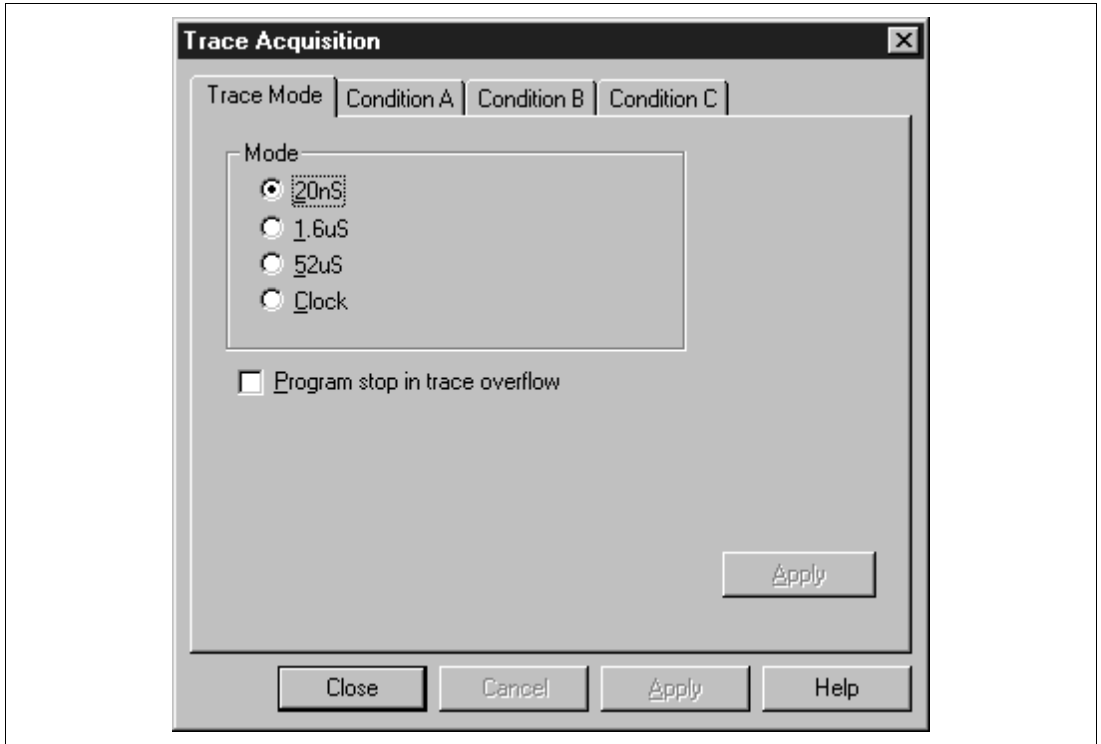 Trace Acquisition
Trace Mode Condition A Condition B Condition C
Mode
20nS
1.6uS
52uS
Clock
Program stop in trace overflow
Apply
Close Cancel Apply Help